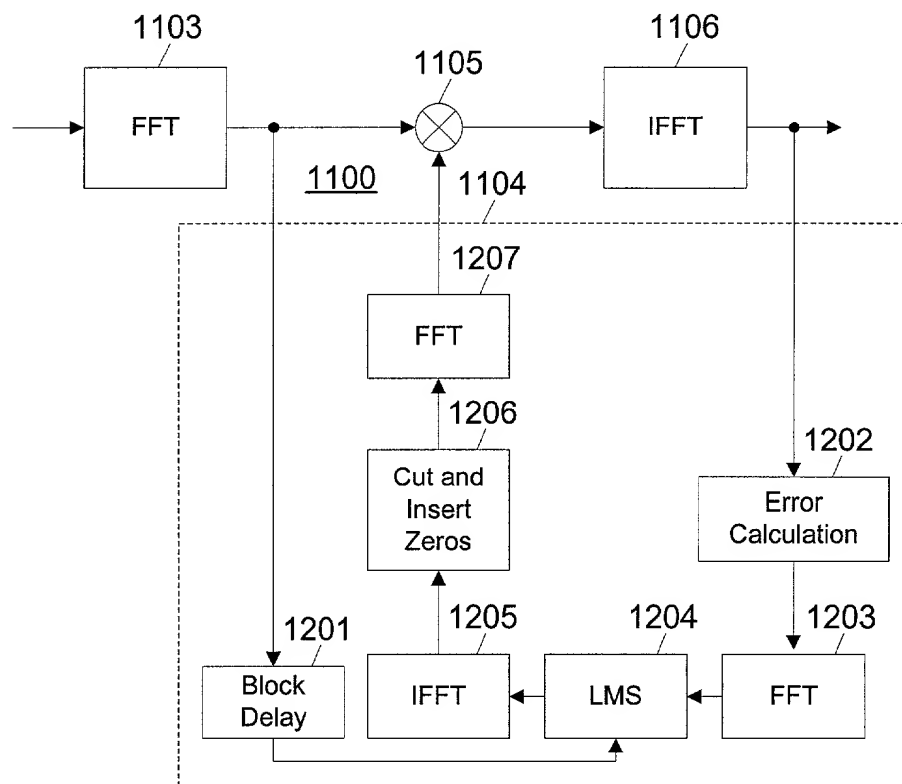 1103
1105
1106
FFT
IFFT
1100
1104
1207
FFT
1206
Cut and
Insert
Zeros
1202
Error
Calculation
1201
1205
1204
1203
Block
Delay
IFFT
LMS
FFT